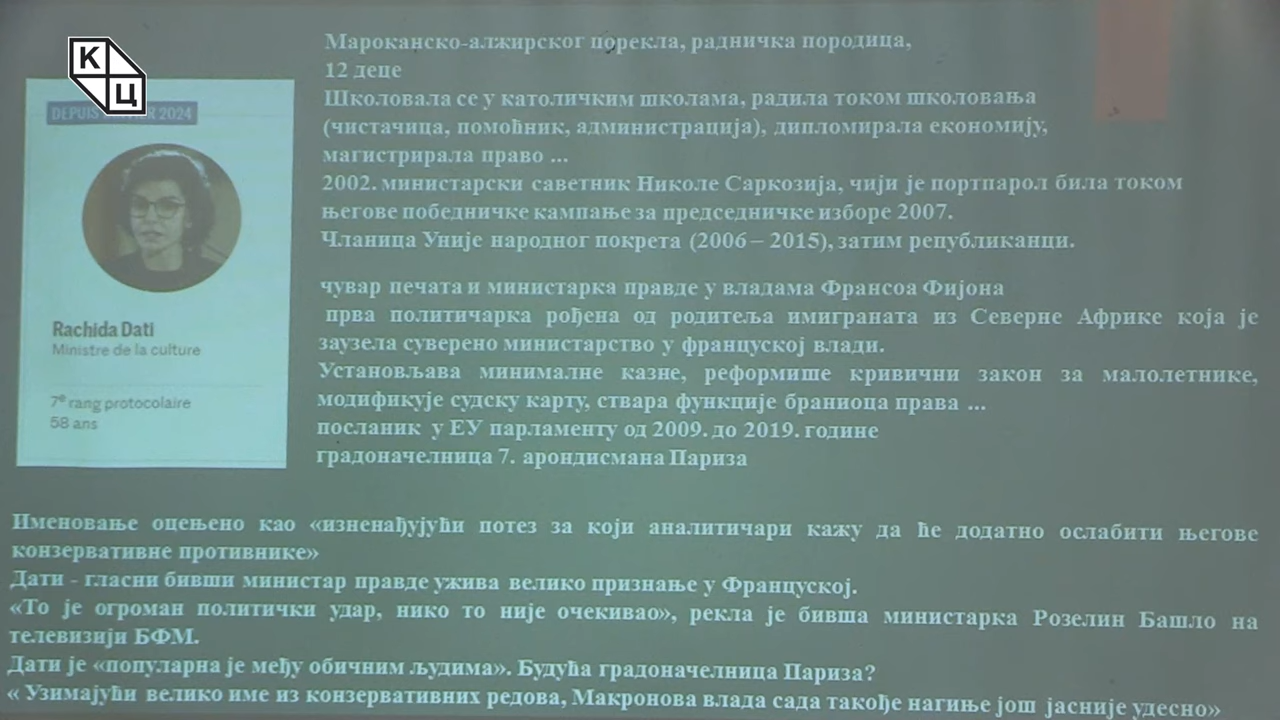 К
Ц
DEPUIS 2024
Rachida Dati
Ministre de la culture
7e rang protocolaire
58 ans
Мароканско-алжирског порекла, радничка породица,
12 деце
Школовала се у католичким школама, радила током школовања
(чистачица, помоћник, администрација), дипломирала економију,
магистрирала право ...
2002. министарски саветник Николе Саркозија, чији је портпарол била током
његове победничке кампање за председничке изборе 2007.
Чланица Уније народног покрета (2006 – 2015), затим републиканци.
чувар печата и министарка правде у владама Франсоа Фијона
прва политичарка рођена од родитеља имиграната из Северне Африке која је
заузела суверено министарство у француској влади.
Установљава минималне казне, реформише кривични закон за малолетнике,
модификује судску карту, ствара функције браниоца права ...
посланик у ЕУ парламенту од 2009. до 2019. године
градоначелница 7. арондисмана Париза
Именовање оцењено као «изненађујући потез за који аналитичари кажу да ће додатно ослабити његове
конзервативне противнике»
Дати - гласни бивши министар правде ужива велико признање у Француској.
«То је огроман политички удар, нико то није очекивао», рекла је бивша министарка Розелин Башло на
телевизији БФМ.
Дати је «популарна је међу обичним људима». Будућа градоначелница Париза?
« Узимајући велико име из конзервативних редова, Макронова влада сада такође нагиње још јасније удесно»